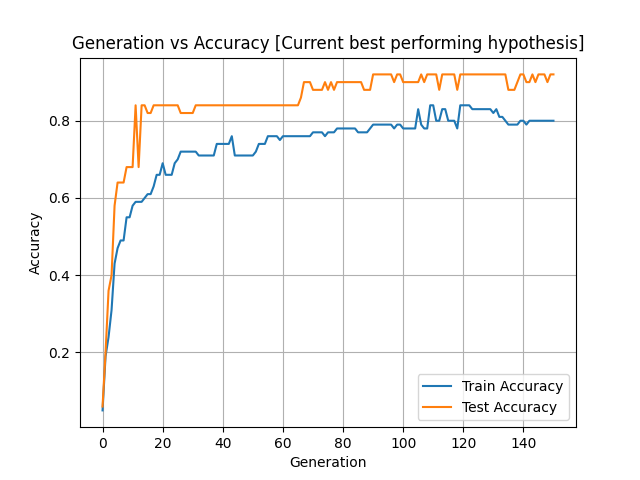 Generation vs Accuracy [Current best performing hypothesis]
0.8
0.6
0.4
0.2
Accuracy
0 20 40 60 80 100 120 140
Generation
Train Accuracy
Test Accuracy